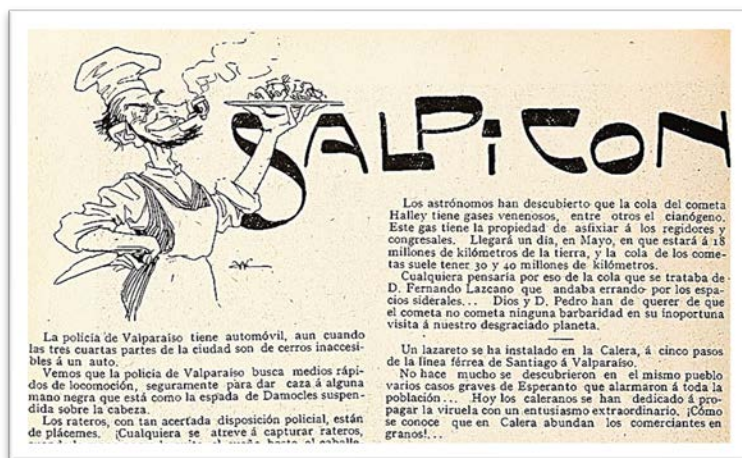 SALPICON
La policía de Valparaíso tiene automóvil, aun cuando
las tres cuartas partes de la ciudad son de cerros inaccesi-
bles á un auto.
Vemos que la policía de Valparaíso busca medios rápi-
dos de locomoción, seguramente para dar caza á alguna
mano negra que está como la espada de Damocles suspen-
dida sobre la cabeza.
Los rateros, con tan acertada disposición policial, están
de plácemes. ¡Cualquiera se atreve á capturar rateros,
Los astrónomos han descubierto que la cola del cometa
Halley tiene gases venenosos, entre otros el cianógeno.
Este gas tiene la propiedad de asfixiar á los regidores y
congresales. Llegará un día, en Mayo, en que estará á 18
millones de kilómetros de la tierra, y la cola de los come-
tas suele tener 30 y 40 millones de kilómetros.
Cualquiera pensaría por eso de la cola que se trataba de
D. Fernando Lazcano que andaba errando por los espa-
cios siderales... Dios y D. Pedro han de querer de que
el cometa no cometa ninguna barbaridad en su inoportuna
visita á nuestro desgraciado planeta.
Un lazareto se ha instalado en la Calera, á cinco pasos
de la línea férrea de Santiago á Valparaíso.
No hace mucho se descubrieron en el mismo pueblo
varios casos graves de Esperanto que alarmaron á toda la
población... Hoy los caleranos se han dedicado á pro-
pagar la viruela con un entusiasmo extraordinario. ¡Cómo
se conoce que en Calera abundan los comerciantes en
granos!...